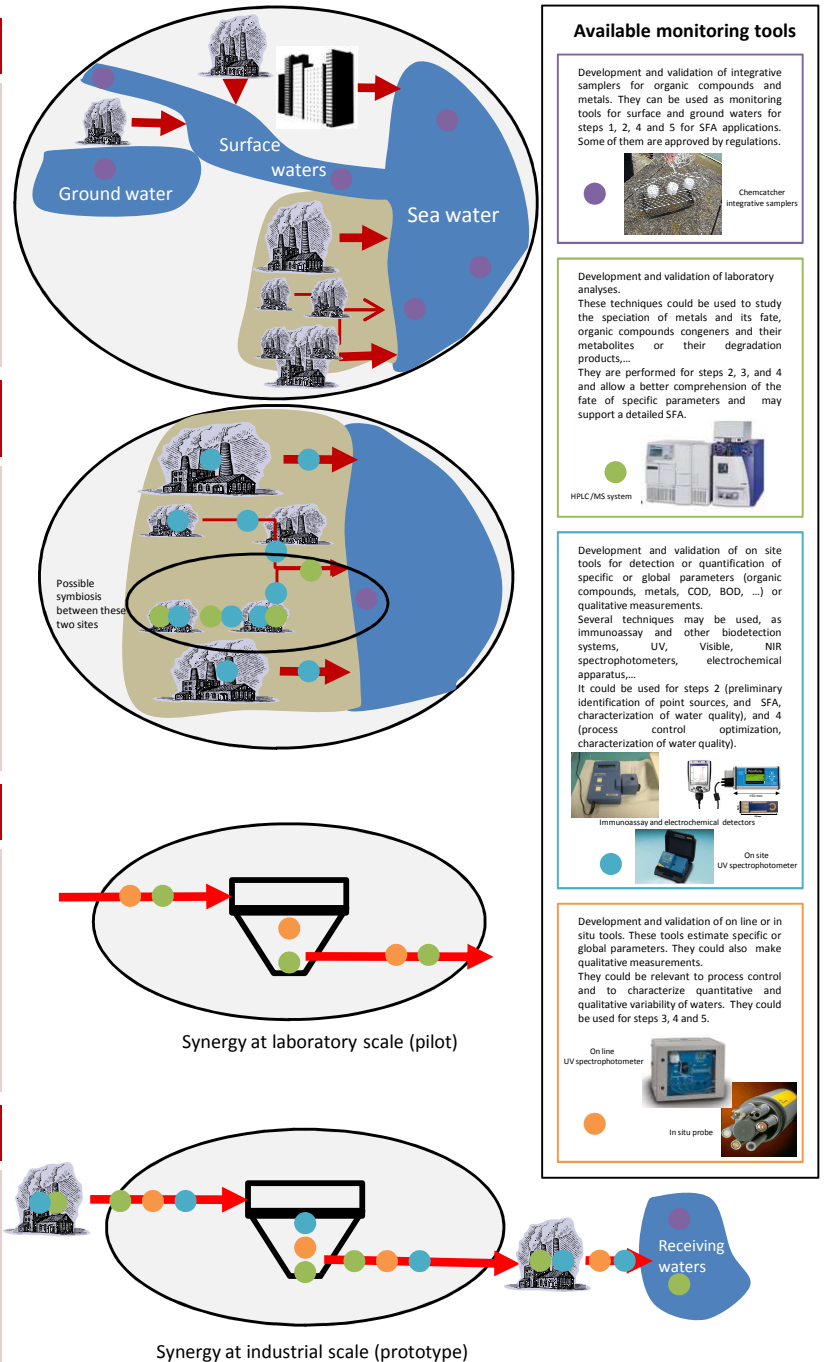 Surface
waters
Ground water
Sea water
Possible
symbiosis
between these
two sites
Synergy at laboratory scale (pilot)
Receiving
waters
Synergy at industrial scale (prototype)
Available monitoring tools
Development and validation of integrative
samplers for organic compounds and
metals. They can be used as monitoring
tools for surface and ground waters for
steps 1, 2, 4 and 5 for SFA applications.
Some of them are approved by regulations.
Chemcatcher
integrative samplers
Development and validation of laboratory
analyses.
These techniques could be used to study
the speciation of metals and its fate,
organic compounds congeners and their
metabolites or their degradation
products,...
They are performed for steps 2, 3, and 4
and allow a better comprehension of the
fate of specific parameters and may
support a detailed SFA.
HPLC /MS system
Development and validation of on site
tools for detection or quantification of
specific or global parameters (organic
compounds, metals, COD, BOD, ...) or
qualitative measurements.
Several techniques may be used, as
immunoassay and other biodetection
systems, UV, Visible, NIR
spectrophotometers, electrochemical
apparatus,...
It could be used for steps 2 (preliminary
identification of point sources, and SFA,
characterization of water quality), and 4
(process control optimization,
characterization of water quality).
Immunoassay and electrochemical detectors
On site
UV spectrophotometer
Development and validation of on line or in
situ tools. These tools estimate specific or
global parameters. They could also make
qualitative measurements.
They could be relevant to process control
and to characterize quantitative and
qualitative variability of waters. They could
be used for steps 3, 4 and 5.
On line
UV spectrophotometer
In situ probe